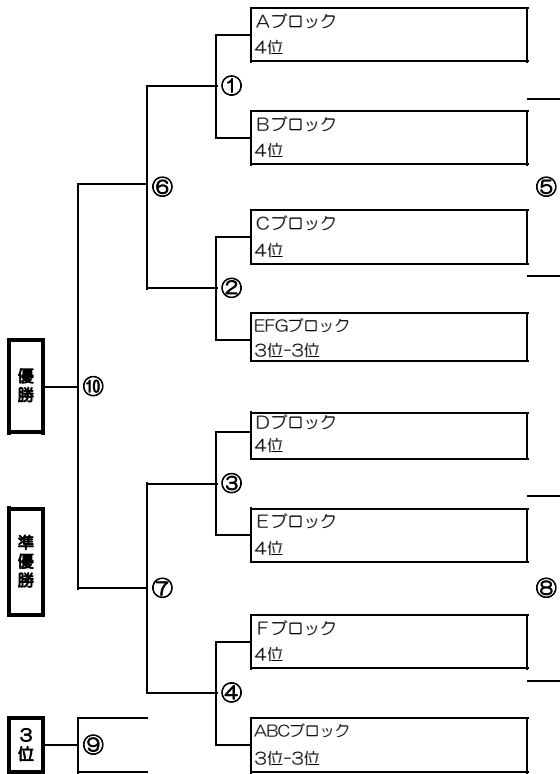 Aブロック
4位
①
Bブロック
4位
⑥
⑤
Cブロック
4位
②
EFGブロック
3位-3位
優勝
⑩
Dブロック
4位
③
Eブロック
4位
準優勝
⑦
⑧
Fブロック
4位
④
ABCブロック
3位-3位
3位
⑨